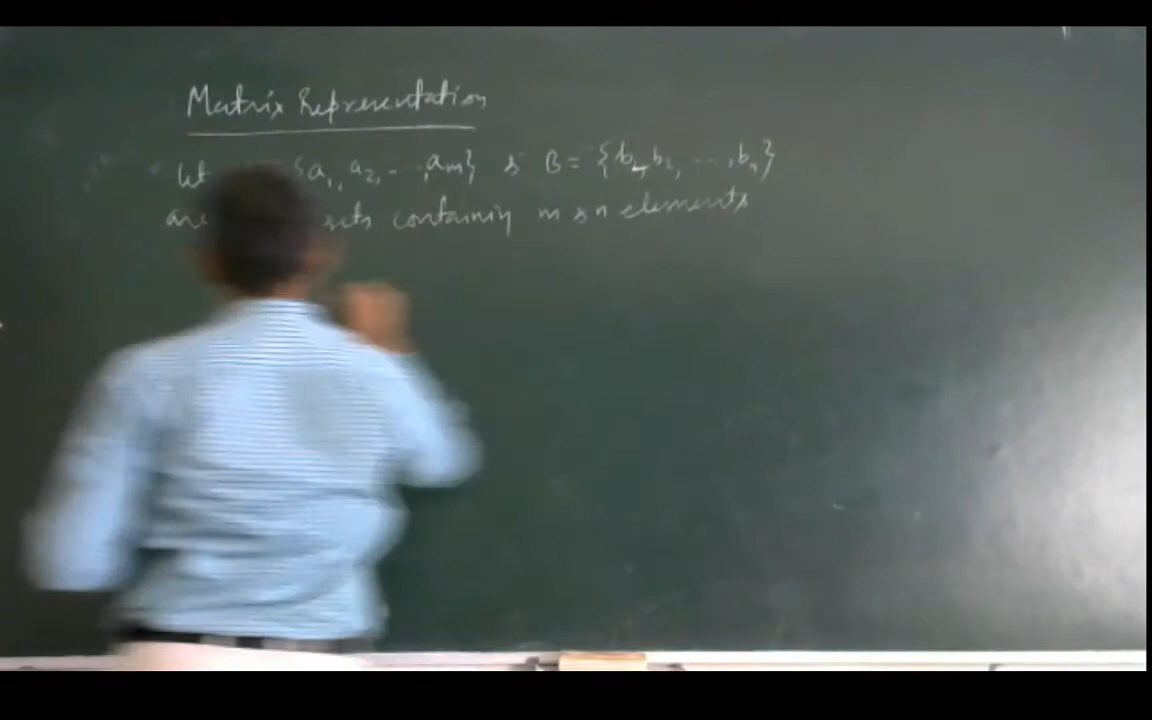 Matrix Representation
Let {a₁, a₂, - - , aₘ} & B = {b₁, b₂, - - -, bₙ}
are sets containing m & n elements